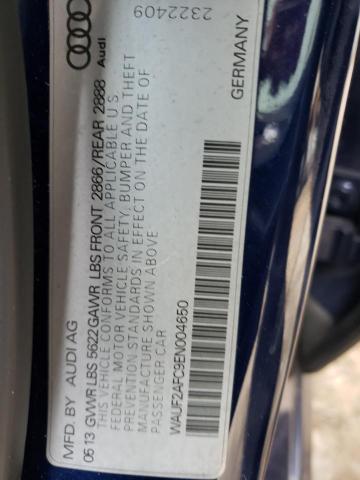 MFD. BY AUDI AG
06 13 GVWR LBS 5622 GAWR LBS FRONT 2866/REAR 2888
THIS VEHICLE CONFORMS TO ALL APPLICABLE U S
FEDERAL MOTOR VEHICLE SAFETY, BUMPER AND THEFT
PREVENTION STANDARDS IN EFFECT ON THE DATE OF
MANUFACTURE SHOWN ABOVE
PASSENGER CAR
WAUF2AFC9EN004650
Audi
2322409
GERMANY